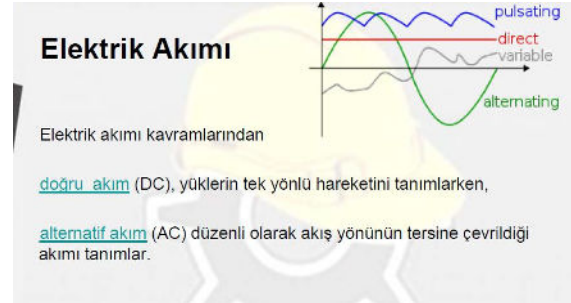 pulsating
direct
variable
alternating
Elektrik Akımı
Elektrik akımı kavramlarından
doğru akım (DC), yüklerin tek yönlü hareketini tanımlarken,
alternatif akım (AC) düzenli olarak akış yönünün tersine çevrildiği
akımı tanımlar.